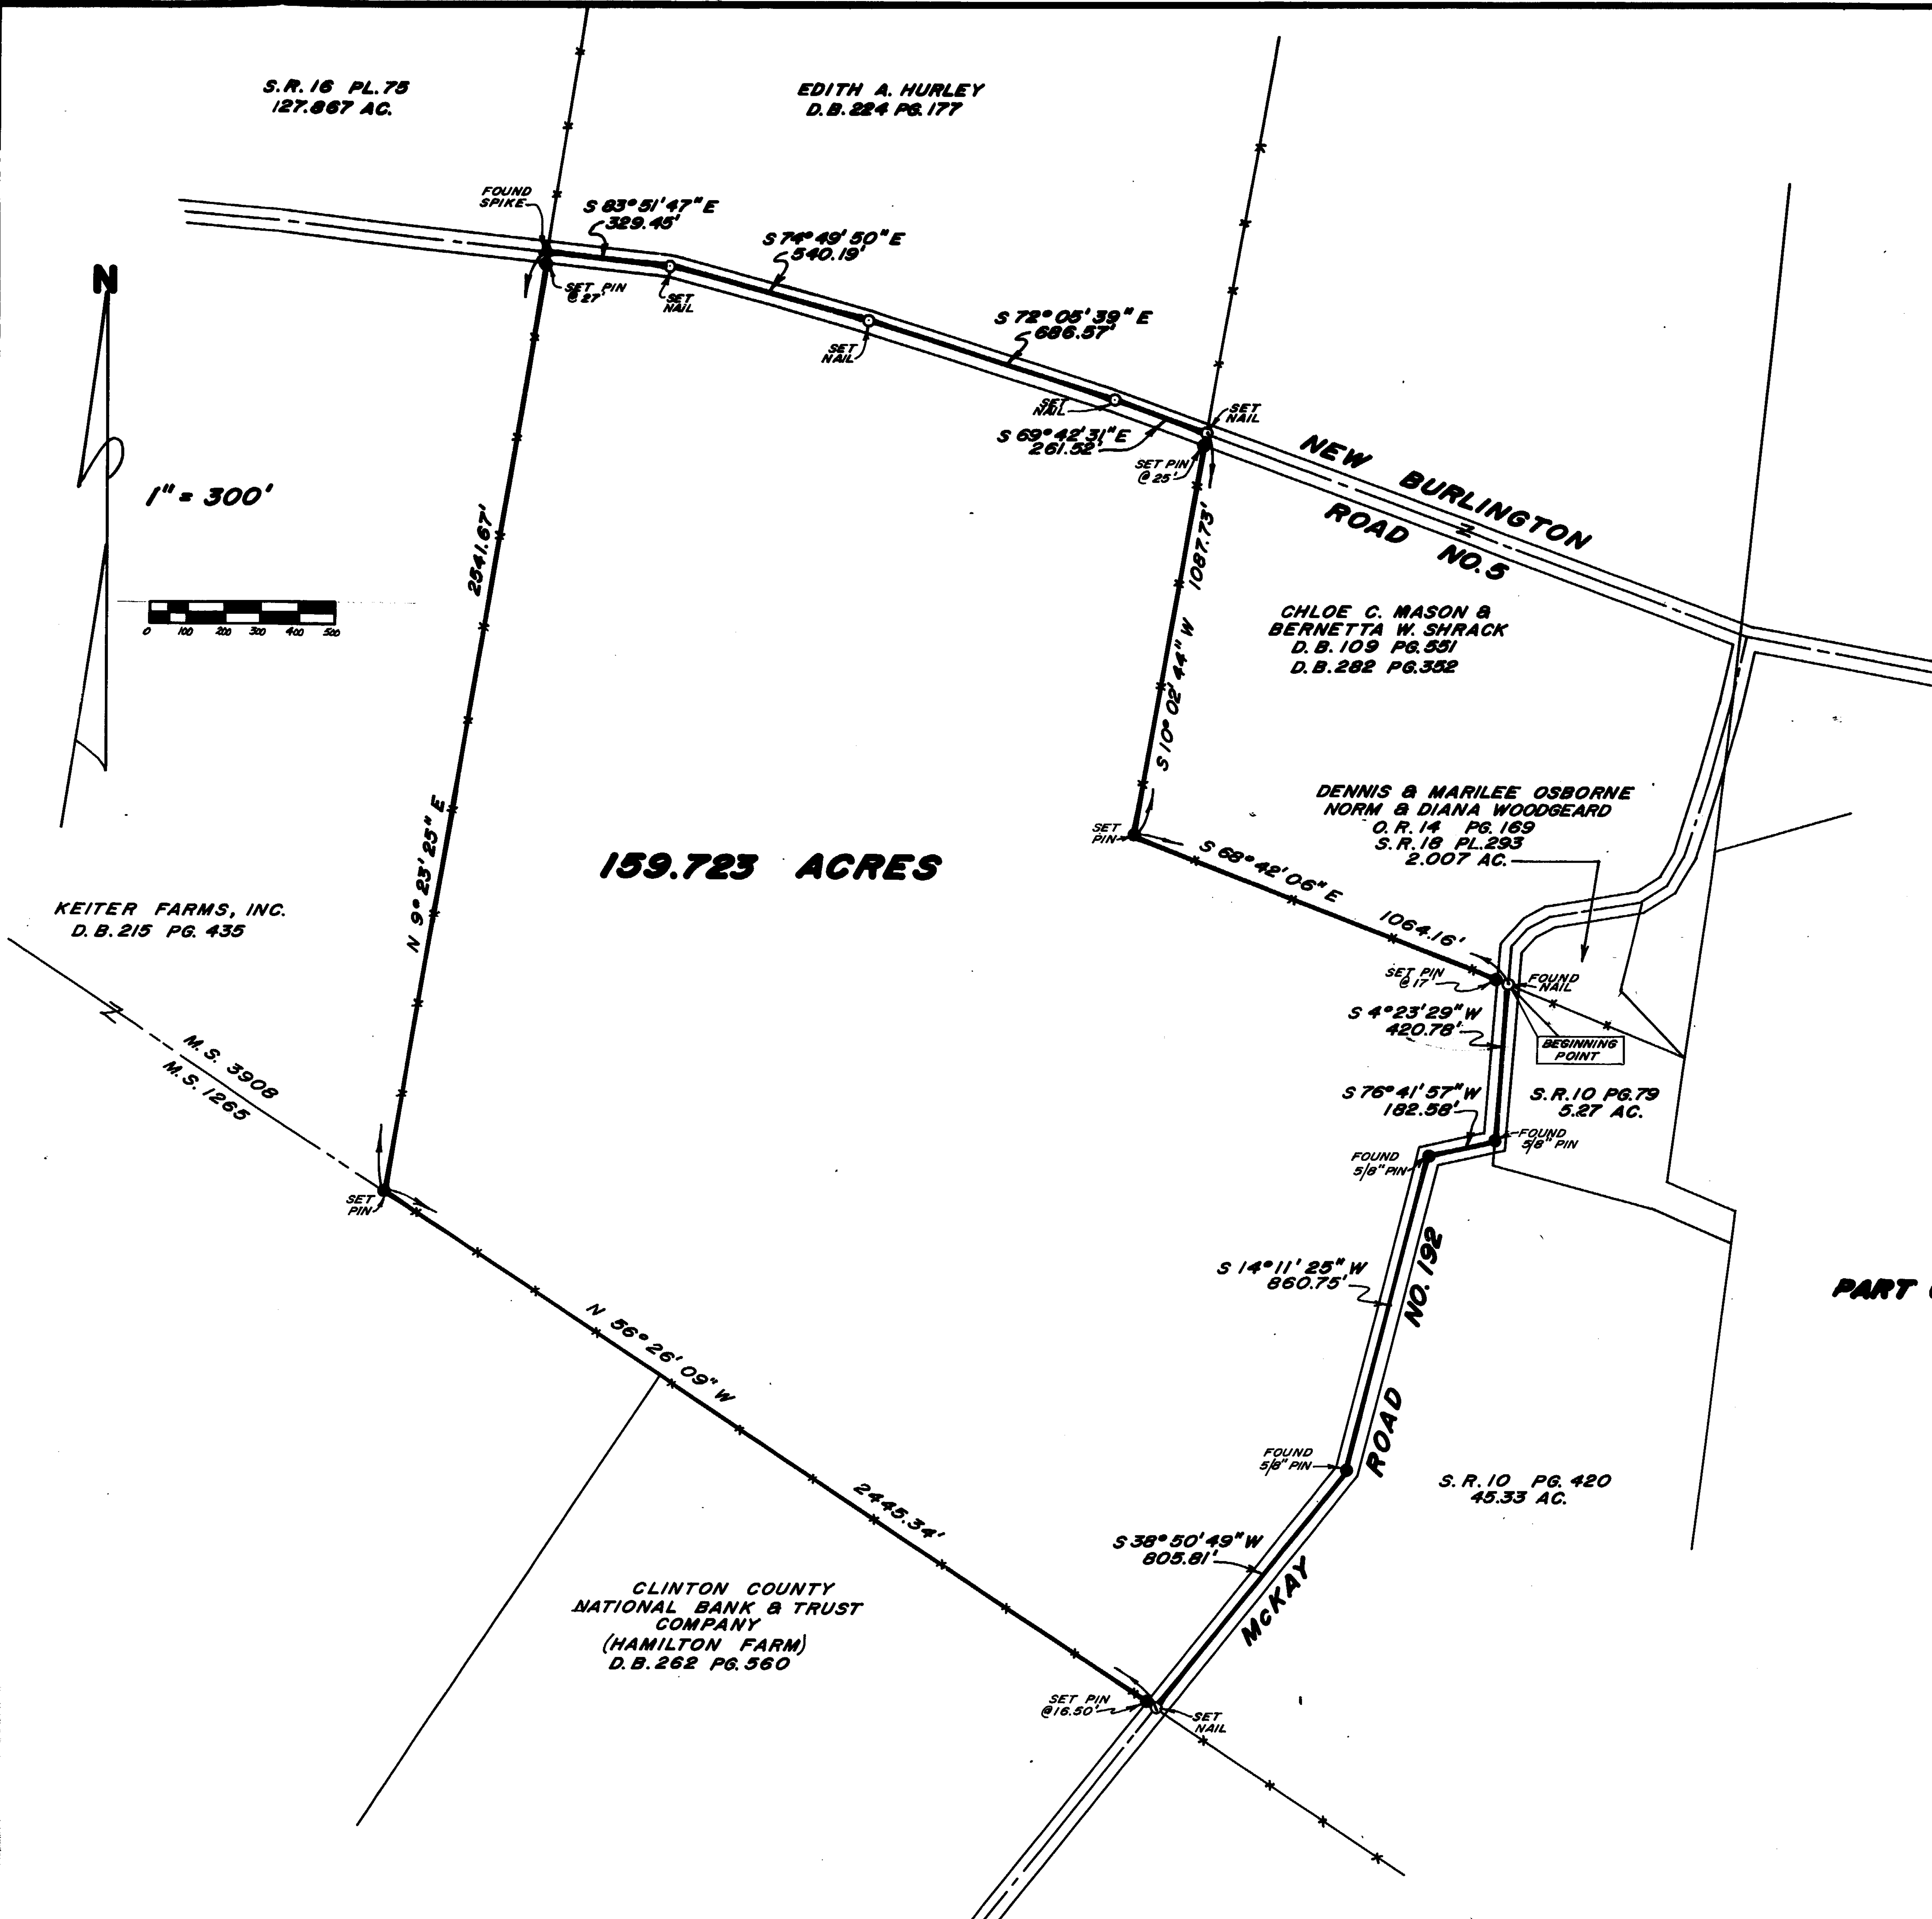 S.R. 16 PL. 75
127.867 AC.
EDITH A. HURLEY
D.B. 224 PG. 177
FOUND
SPIKE
S 83° 51' 47" E
329.45'
S 74° 49' 50" E
540.19'
SET PIN
@ 27'
SET
NAIL
SET
NAIL
S 72° 05' 39" E
686.57'
SET
NAIL
SET
NAIL
S 69° 42' 31" E
261.52'
SET PIN
@ 25'
N
1" = 300'
0 100 200 300 400 500
NEW BURLINGTON
ROAD NO. 5
2541.67'
N 9° 23' 25" E
1087.73'
S 10° 02' 44" W
CHLOE C. MASON &
BERNETTA W. SHRACK
D.B. 109 PG. 551
D.B. 282 PG. 352
DENNIS & MARILEE OSBORNE
NORM & DIANA WOODGEARD
O.R. 14 PG. 169
S.R. 18 PL. 293
2.007 AC.
SET
PIN
159.723 ACRES
S 68° 42' 06" E
1064.16'
KEITER FARMS, INC.
D.B. 215 PG. 435
SET PIN
@ 17'
FOUND
NAIL
S 4° 23' 29" W
420.78'
BEGINNING
POINT
M.S. 3908
M.S. 1265
S 76° 41' 57" W
182.58'
S.R. 10 PG. 79
5.27 AC.
FOUND
5/8" PIN
FOUND
5/8" PIN
SET
PIN
S 14° 11' 25" W
860.75'
PART
N 56° 26' 09" W
2445.34'
McKAY ROAD NO. 192
FOUND
5/8" PIN
S.R. 10 PG. 420
45.33 AC.
S 38° 50' 49" W
805.81'
CLINTON COUNTY
NATIONAL BANK & TRUST
COMPANY
(HAMILTON FARM)
D.B. 262 PG. 560
SET PIN
@ 16.50'
SET
NAIL